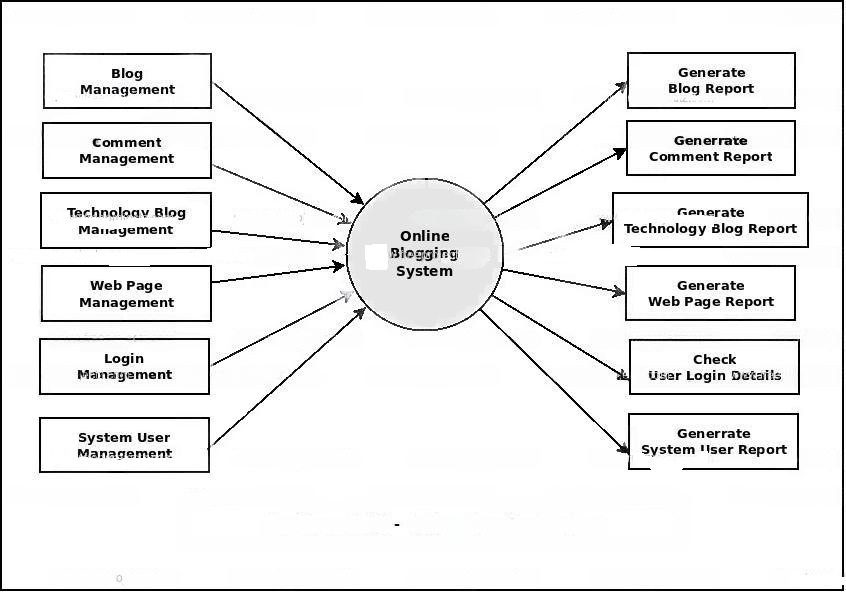 Blog
Management
Comment
Management
Technology Blog
Management
Web Page
Management
Login
Management
System User
Management
Online
Blogging
System
Generate
Blog Report
Generrate
Comment Report
Generate
Technology Blog Report
Generate
Web Page Report
Check
User Login Details
Generrate
System User Report